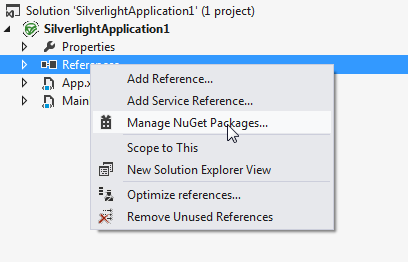 Solution 'SilverlightApplication1' (1 project)
SilverlightApplication1
Properties
References
Add Reference...
App.x
Add Service Reference...
Main
Manage NuGet Packages...
Scope to This
New Solution Explorer View
Optimize references...
Remove Unused References